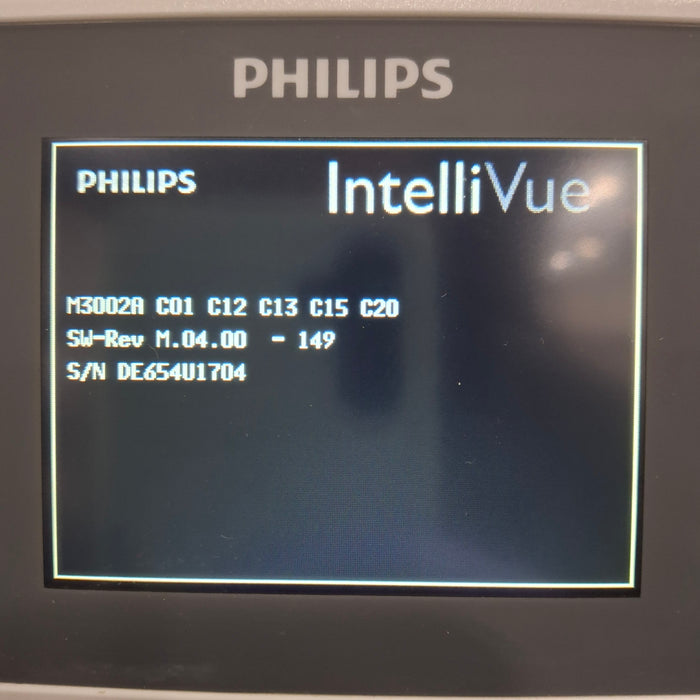 PHILIPS
PHILIPS IntelliVue
M3002A C01 C12 C13 C15 C20
SW-Rev M.04.00 - 149
S/N DE654U1704